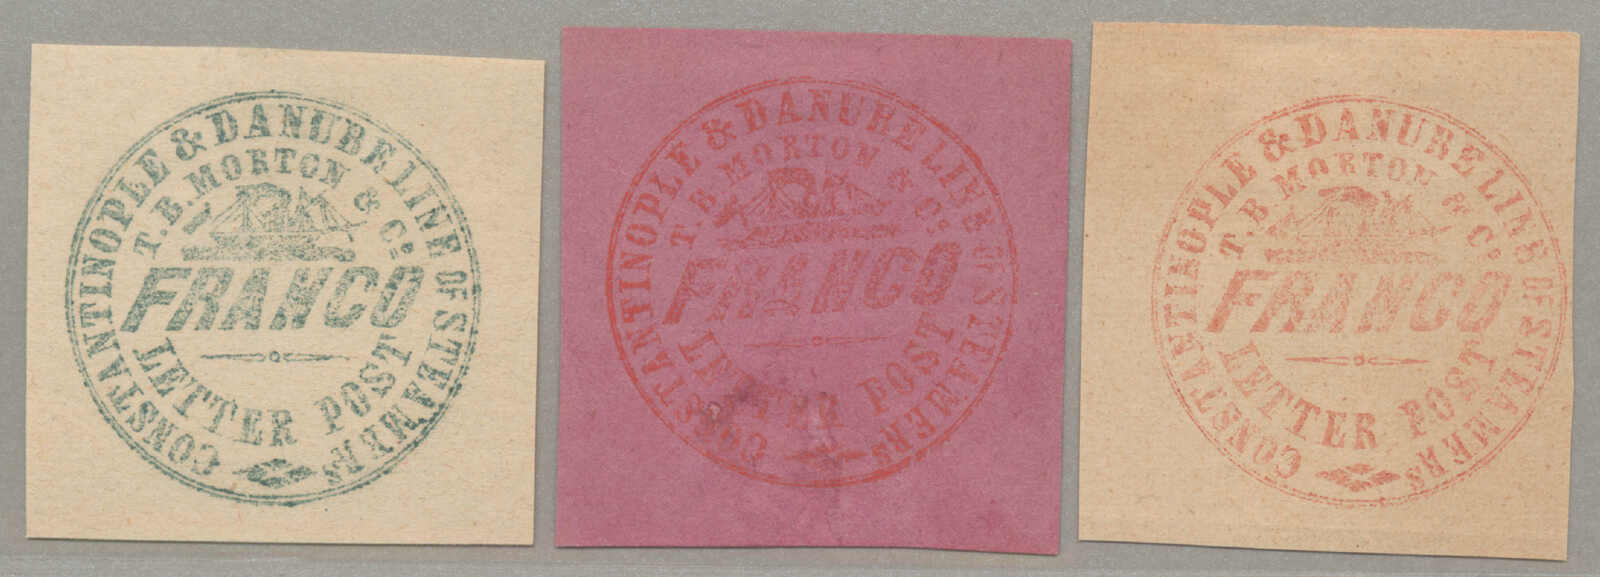 CONSTANTINOPLE & DANUBE LINE OF STEAMERS
T. B. MORTON & Co.
FRANCO
LETTER POST
CONSTANTINOPLE & DANUBE LINE OF STEAMERS
T. B. MORTON & Co.
FRANCO
LETTER POST
CONSTANTINOPLE & DANUBE LINE OF STEAMERS
T. B. MORTON & Co.
FRANCO
LETTER POST